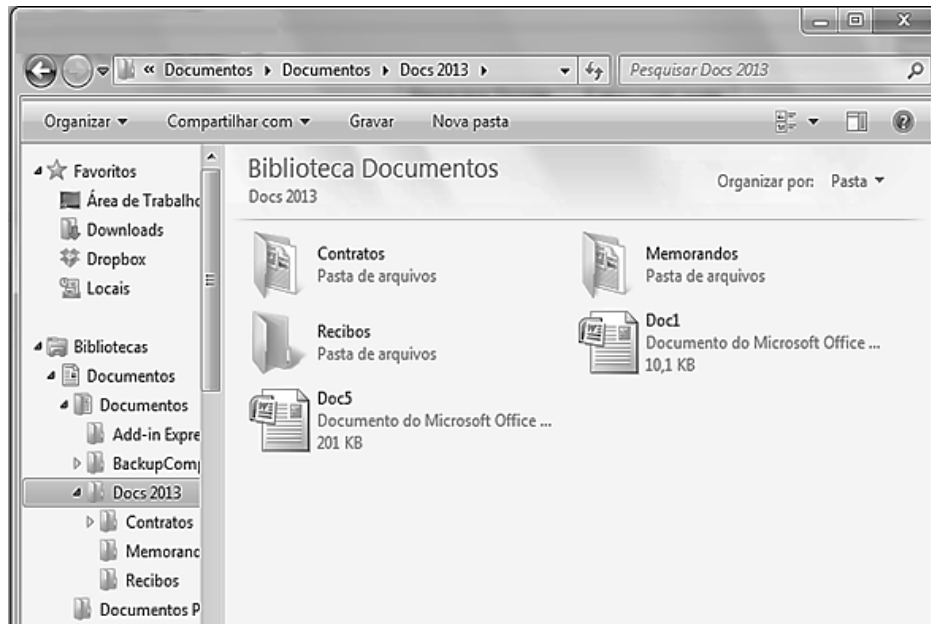 « Documentos ▸ Documentos ▸ Docs 2013 ▸
Pesquisar Docs 2013
Organizar
Compartilhar com
Gravar
Nova pasta
Favoritos
Área de Trabalho
Downloads
Dropbox
Locais
Bibliotecas
Documentos
Documentos
Add-in Expre
BackupComp
Docs 2013
Contratos
Memoranc
Recibos
Documentos P
Biblioteca Documentos
Docs 2013
Organizar por: Pasta
Contratos
Pasta de arquivos
Memorandos
Pasta de arquivos
Recibos
Pasta de arquivos
Doc1
Documento do Microsoft Office ...
10,1 KB
Doc5
Documento do Microsoft Office ...
201 KB